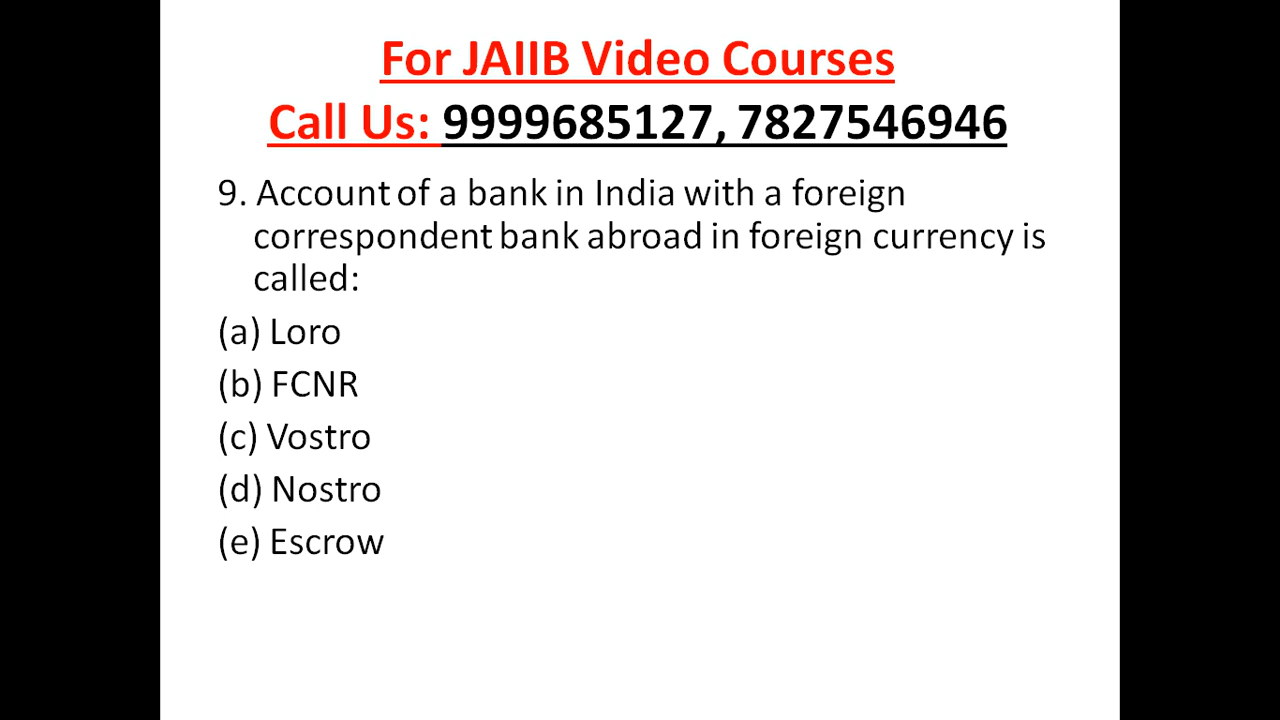 For JAIIB Video Courses
Call Us: 9999685127, 7827546946
9. Account of a bank in India with a foreign
correspondent bank abroad in foreign currency is
called:
(a) Loro
(b) FCNR
(c) Vostro
(d) Nostro
(e) Escrow